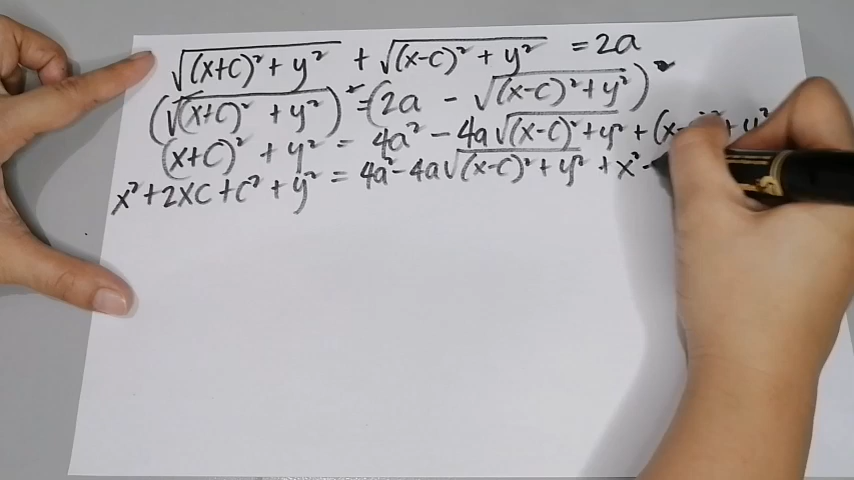 √((x+c)² + y²) + √((x-c)² + y²) = 2a
(√((x+c)² + y²))² = (2a - √((x-c)² + y²))²
(x+c)² + y² = 4a² - 4a√((x-c)² + y²) + (x- + y²
x² + 2xc + c² + y² = 4a² - 4a√((x-c)² + y²) + x² -